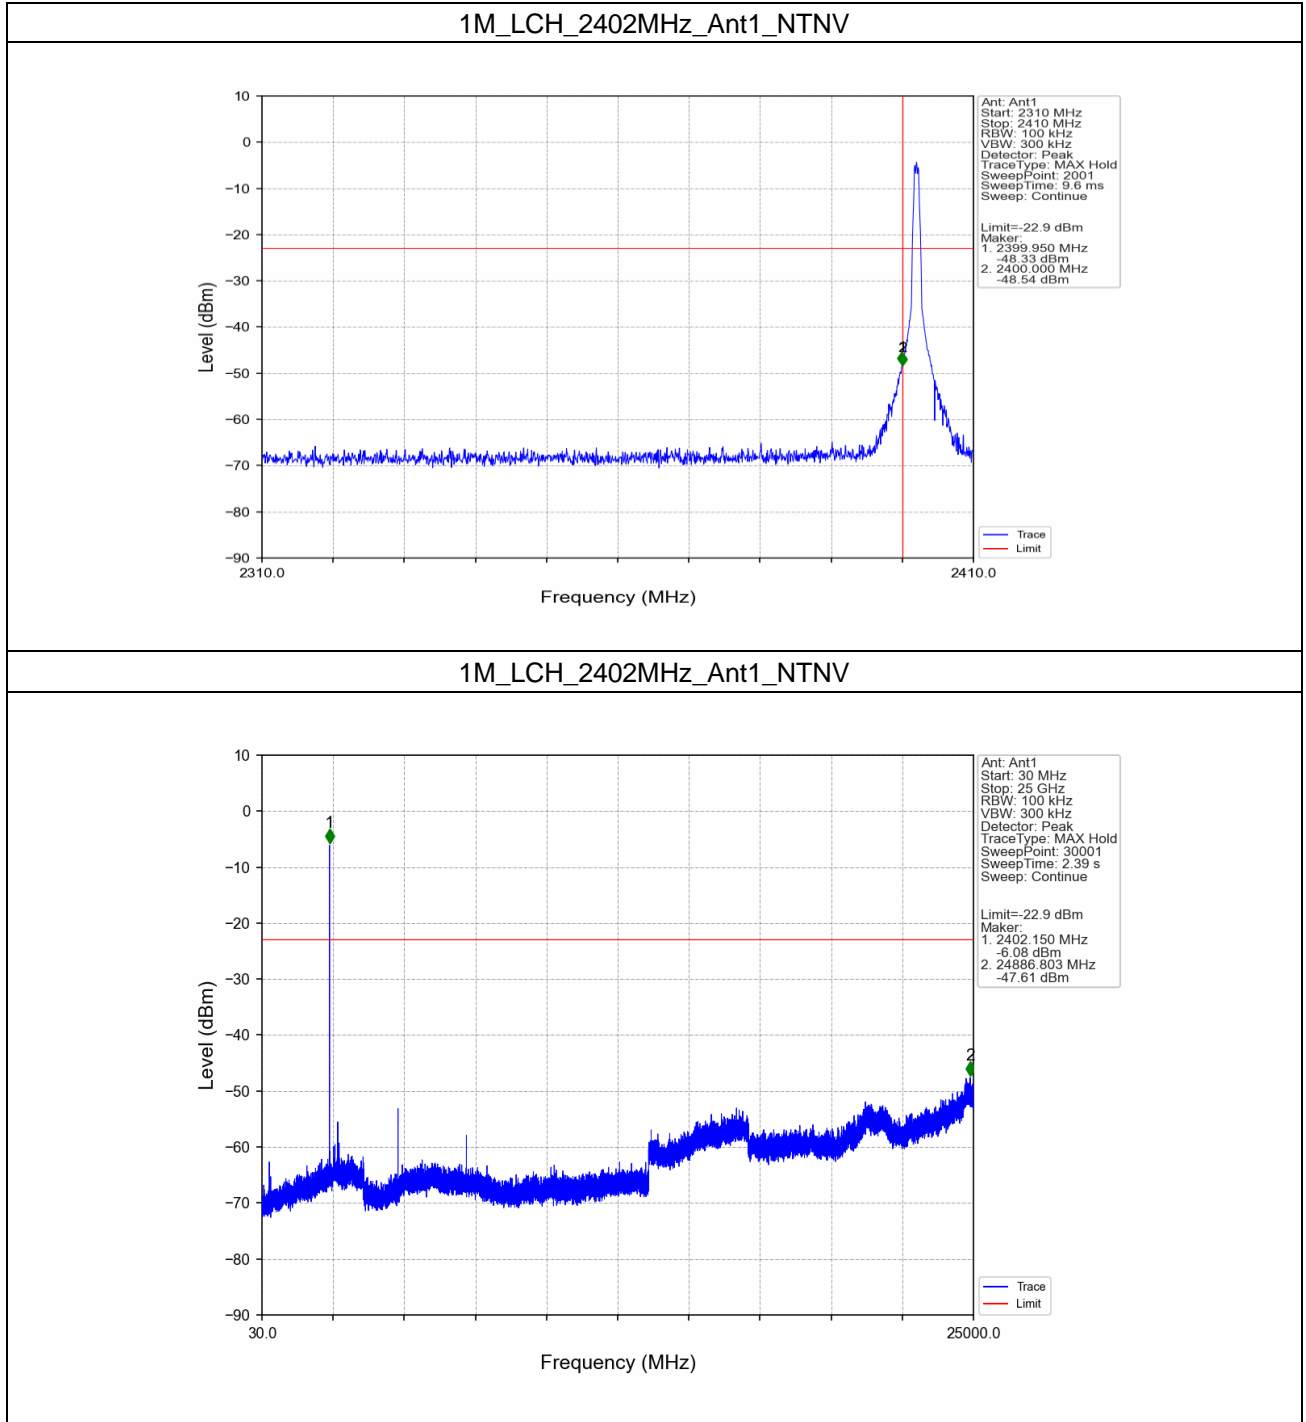 1M_LCH_2402MHz_Ant1_NTNV
10
0
−10
−20
−30
−40
−50
−60
−70
−80
−90
Level (dBm)
2310.0
2410.0
Frequency (MHz)
2
Ant: Ant1
Start: 2310 MHz
Stop: 2410 MHz
RBW: 100 kHz
VBW: 300 kHz
Detector: Peak
TraceType: MAX Hold
SweepPoint: 2001
SweepTime: 9.6 ms
Sweep: Continue
Limit=-22.9 dBm
Maker:
1. 2399.950 MHz
-48.33 dBm
2. 2400.000 MHz
-48.54 dBm
Trace
Limit
1M_LCH_2402MHz_Ant1_NTNV
10
0
−10
−20
−30
−40
−50
−60
−70
−80
−90
Level (dBm)
30.0
25000.0
Frequency (MHz)
1
2
Ant: Ant1
Start: 30 MHz
Stop: 25 GHz
RBW: 100 kHz
VBW: 300 kHz
Detector: Peak
TraceType: MAX Hold
SweepPoint: 30001
SweepTime: 2.39 s
Sweep: Continue
Limit=-22.9 dBm
Maker:
1. 2402.150 MHz
-6.08 dBm
2. 24886.803 MHz
-47.61 dBm
Trace
Limit